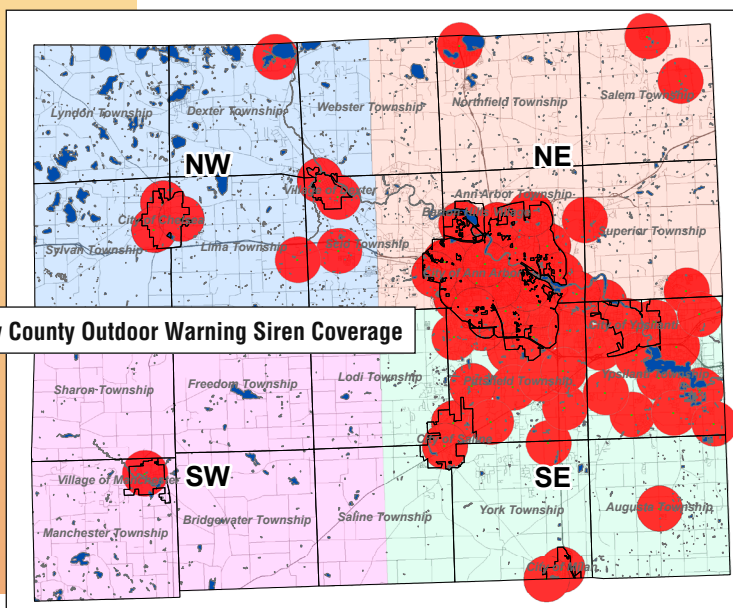 Lyndon Township
Dexter Township
Webster Township
Northfield Township
Salem Township
NW
NE
City of Chelsea
Village of Dexter
Ann Arbor Township
Barton Hills Village
Sylvan Township
Lima Township
Scio Township
City of Ann Arbor
Superior Township
County Outdoor Warning Siren Coverage
City of Ypsilanti
Sharon Township
Freedom Township
Lodi Township
Pittsfield Township
Ypsilanti Township
City of Saline
Village of Manchester
SW
SE
Manchester Township
Bridgewater Township
Saline Township
York Township
Augusta Township
City of Milan